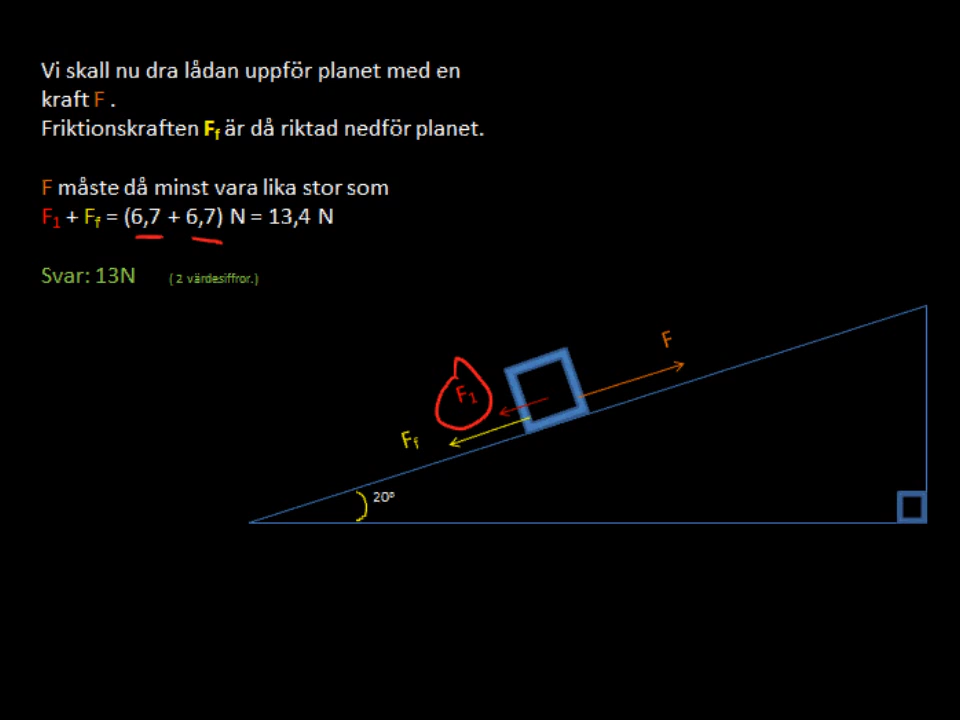 Vi skall nu dra lådan uppför planet med en
kraft F .
Friktionskraften Ff är då riktad nedför planet.
F måste då minst vara lika stor som
F1 + Ff = (6,7 + 6,7) N = 13,4 N
Svar: 13N ( 2 värdesiffror.)
F
F1
Ff
20°